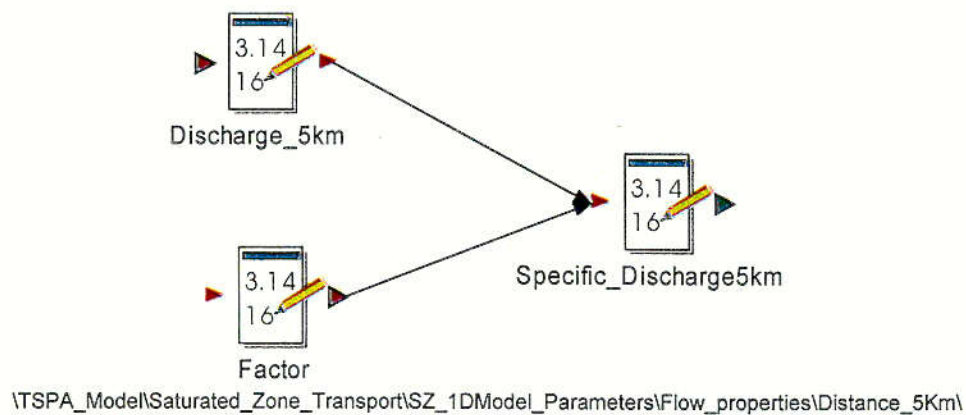 3.14
16
Discharge_5km
3.14
16
Specific_Discharge5km
3.14
16
Factor
\TSPA_Model\Saturated_Zone_Transport\SZ_1DModel_Parameters\Flow_properties\Distance_5Km\